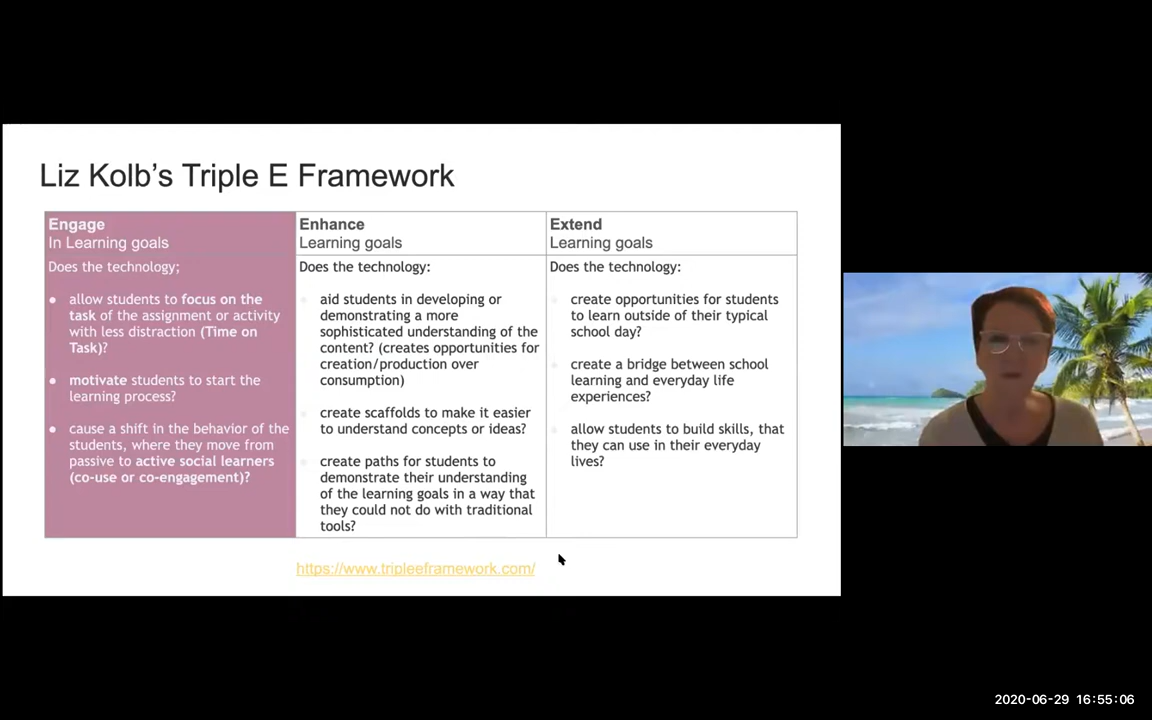 Liz Kolb's Triple E Framework
Engage
In Learning goals
Does the technology;
● allow students to focus on the
task of the assignment or activity
with less distraction (Time on
Task)?
● motivate students to start the
learning process?
● cause a shift in the behavior of the
students, where they move from
passive to active social learners
(co-use or co-engagement)?
Enhance
Learning goals
Does the technology:
aid students in developing or
demonstrating a more
sophisticated understanding of the
content? (creates opportunities for
creation/production over
consumption)
create scaffolds to make it easier
to understand concepts or ideas?
create paths for students to
demonstrate their understanding
of the learning goals in a way that
they could not do with traditional
tools?
Extend
Learning goals
Does the technology:
create opportunities for students
to learn outside of their typical
school day?
create a bridge between school
learning and everyday life
experiences?
allow students to build skills, that
they can use in their everyday
lives?
https://www.tripleeframework.com/
2020-06-29 16:55:06